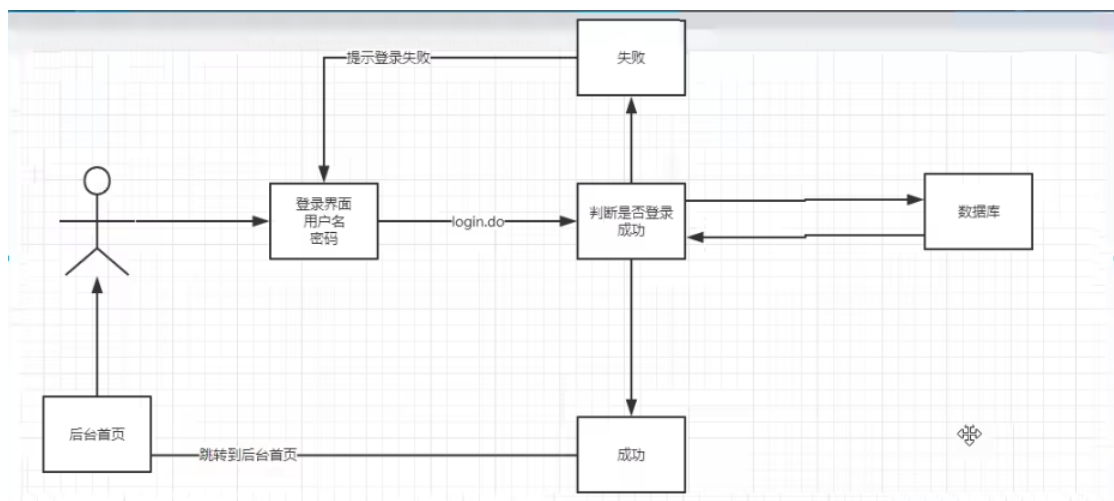 提示登录失败
失败
登录界面
用户名
密码
login.do
判断是否登录
成功
数据库
后台首页
跳转到后台首页
成功